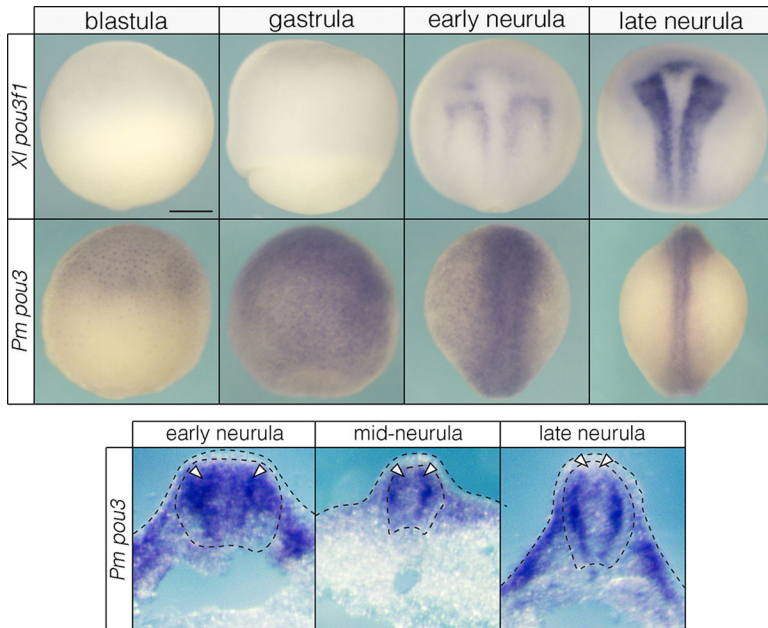 blastula gastrula early neurula late neurula
Xl pou3f1
Pm pou3
early neurula mid-neurula late neurula
Pm pou3